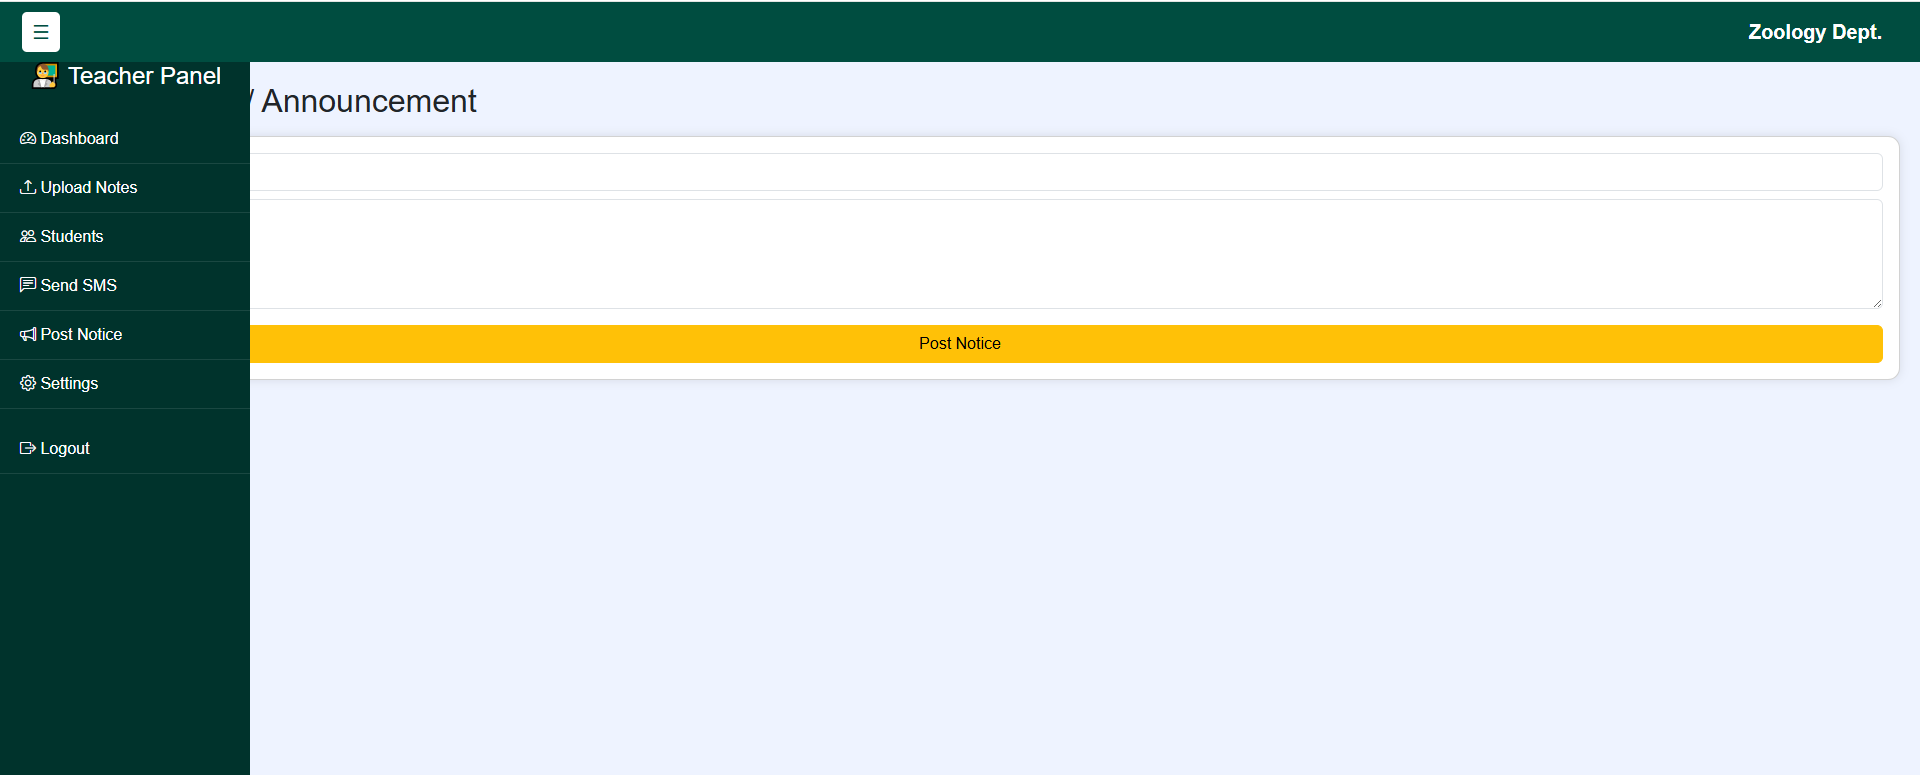 Zoology Dept.
Teacher Panel
/ Announcement
Dashboard
Upload Notes
Students
Send SMS
Post Notice
Settings
Logout
Post Notice